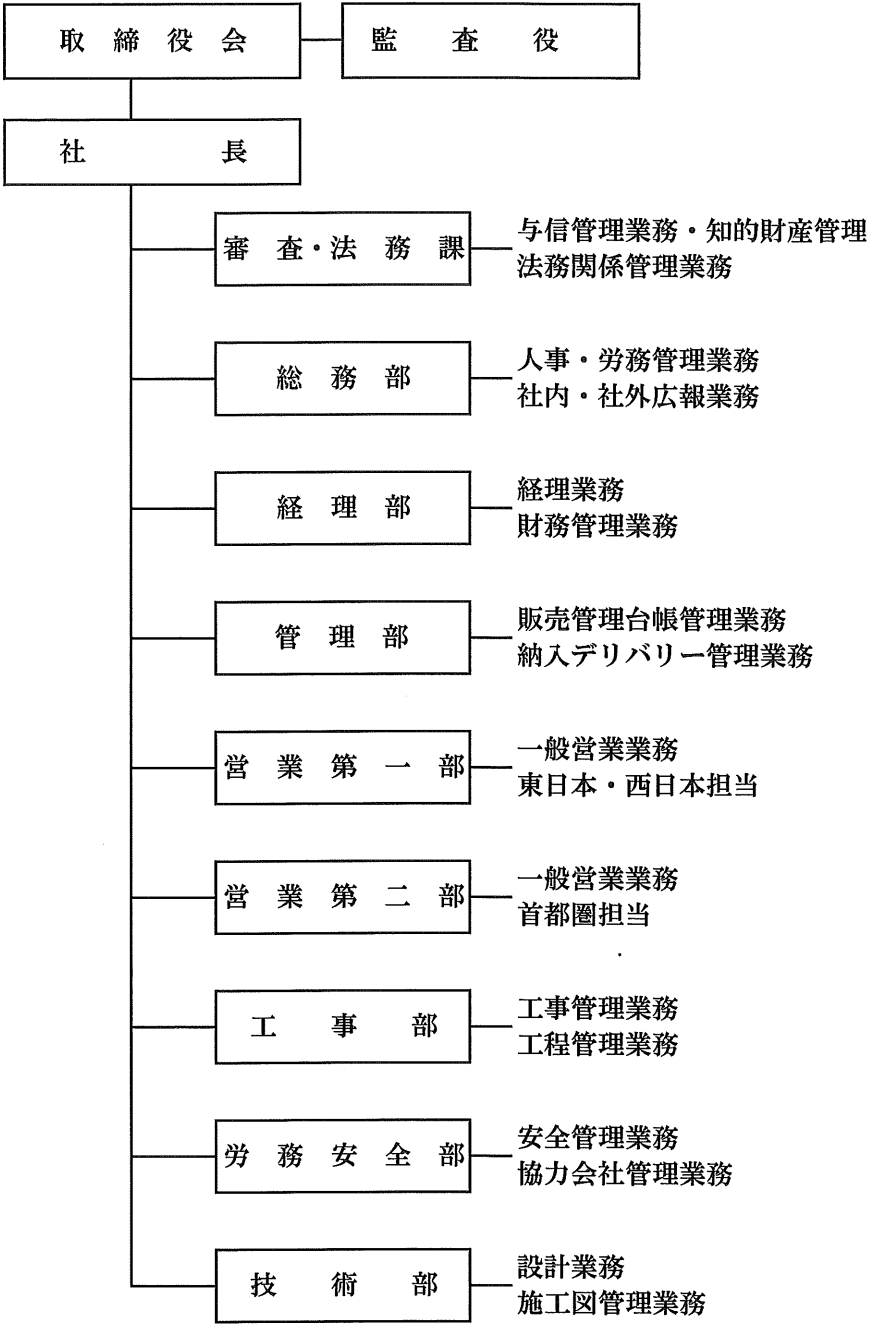 取締役会
監査役
社長
審査・法務課
与信管理業務・知的財産管理
法務関係管理業務
総務部
人事・労務管理業務
社内・社外広報業務
経理部
経理業務
財務管理業務
管理部
販売管理台帳管理業務
納入デリバリー管理業務
営業第一部
一般営業業務
東日本・西日本担当
営業第二部
一般営業業務
首都圏担当
工事部
工事管理業務
工程管理業務
労務安全部
安全管理業務
協力会社管理業務
技術部
設計業務
施工図管理業務